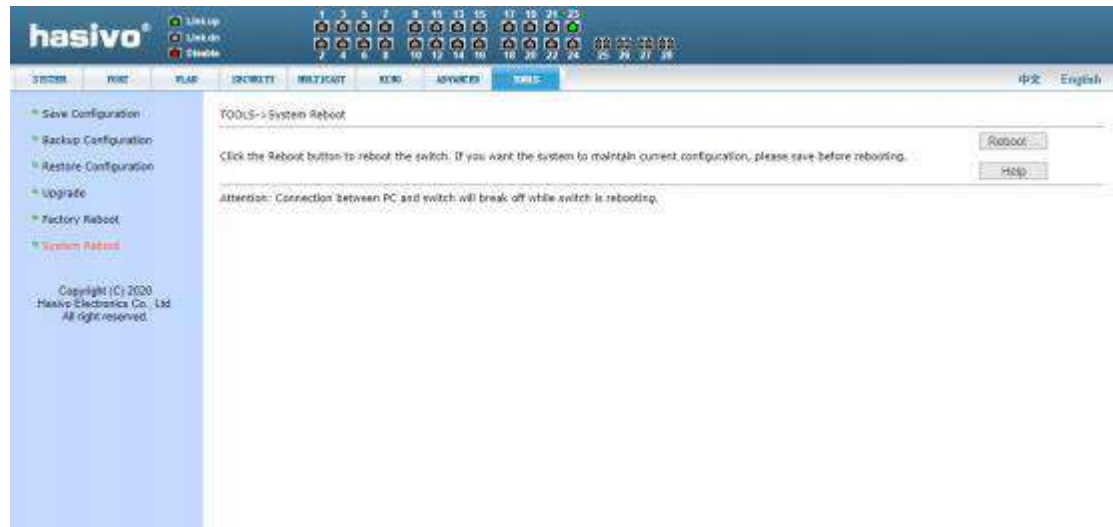 hasivo®
Link up
Link dn
Disable
1 3 5 7 9 11 13 15 17 19 21 23
2 4 6 8 10 12 14 16 18 20 22 24 25 26 27 28
SYSTEM PORT VLAN SECURITY MULTICAST ADVANCED TOOLS 中文 English
Save Configuration
Backup Configuration
Restore Configuration
Upgrade
Factory Reboot
System Reboot
Copyright (C) 2020
Hasivo Electronics Co., Ltd
All right reserved.
TOOLS->System Reboot
Click the Reboot button to reboot the switch. If you want the system to maintain current configuration, please save before rebooting.
Reboot ...
Help
Attention: Connection between PC and switch will break off while switch is rebooting.